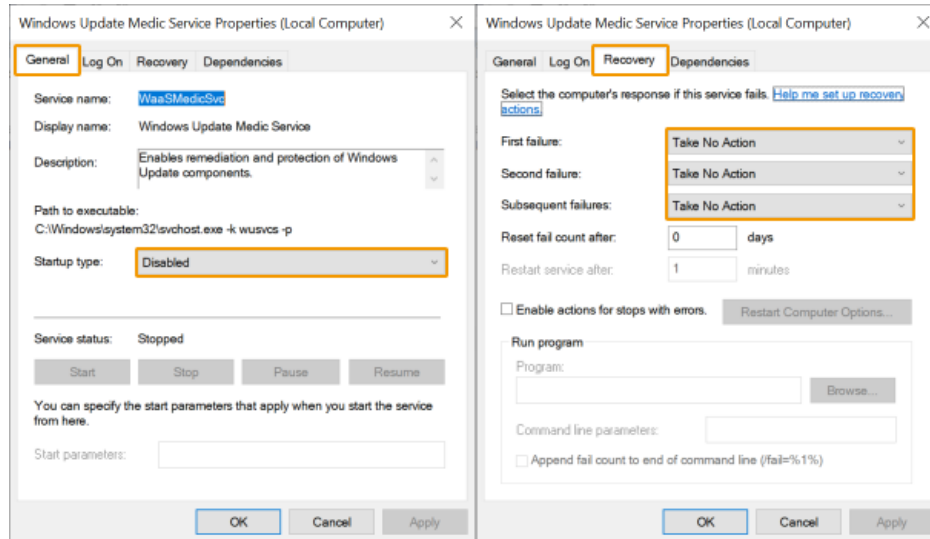 Windows Update Medic Service Properties (Local Computer)
General Log On Recovery Dependencies
Service name: WaaSMedicSvc
Display name: Windows Update Medic Service
Description: Enables remediation and protection of Windows
Update components.
Path to executable:
C:\Windows\system32\svchost.exe -k wusvcs -p
Startup type: Disabled
Service status: Stopped
Start Stop Pause Resume
You can specify the start parameters that apply when you start the service
from here.
Start parameters:
OK Cancel Apply
Windows Update Medic Service Properties (Local Computer)
General Log On Recovery Dependencies
Select the computer's response if this service fails. Help me set up recovery
actions.
First failure: Take No Action
Second failure: Take No Action
Subsequent failures: Take No Action
Reset fail count after: 0 days
Restart service after: 1 minutes
Enable actions for stops with errors. Restart Computer Options...
Run program
Program:
Browse...
Command line parameters:
Append fail count to end of command line (/fail=%1%)
OK Cancel Apply